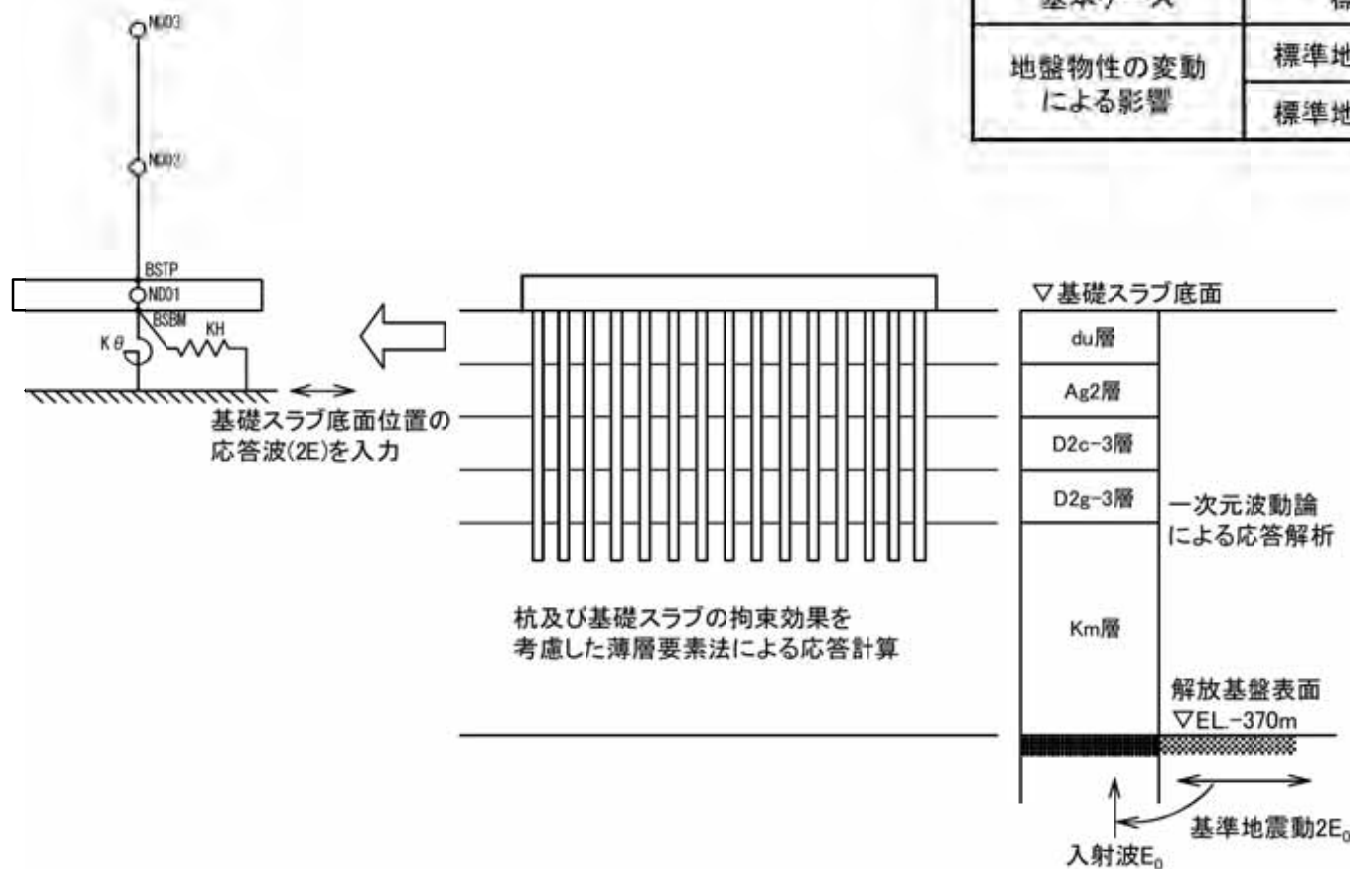 標準地
地盤物性の変動
による影響
標準地
BSTP
ND01
BSBM
KH
Kθ
基礎スラブ底面位置の
応答波(2E)を入力
杭及び基礎スラブの拘束効果を
考慮した薄層要素法による応答計算
▽基礎スラブ底面
du層
Ag2層
D2c-3層
D2g-3層
Km層
一次元波動論
による応答解析
解放基盤表面
▽EL.-370m
基準地震動2E₀
入射波E₀